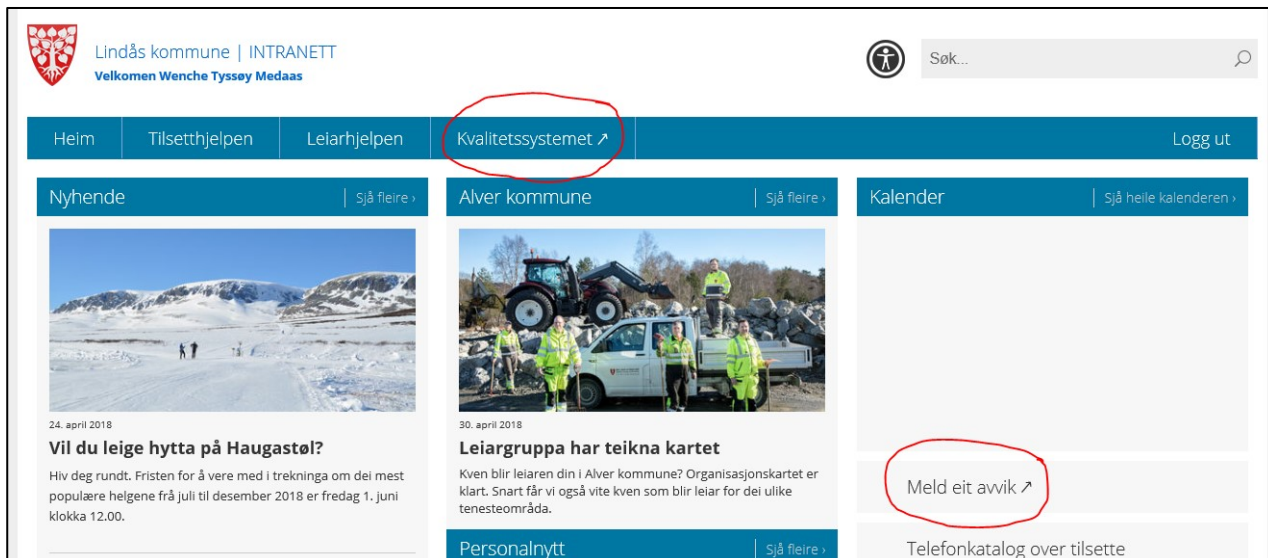 Lindås kommune | INTRANETT
Velkomen Wenche Tyssøy Medaas
Søk...
Heim
Tilsetthjelpen
Leiarhjelpen
Kvalitetssystemet ↗
Logg ut
Nyhende
Sjå fleire ›
24. april 2018
Vil du leige hytta på Haugastøl?
Hiv deg rundt. Fristen for å vere med i trekninga om dei mest
populære helgene frå juli til desember 2018 er fredag 1. juni
klokka 12.00.
Alver kommune
Sjå fleire ›
30. april 2018
Leiargruppa har teikna kartet
Kven blir leiaren din i Alver kommune? Organisasjonskartet er
klart. Snart får vi også vite kven som blir leiar for dei ulike
tenesteområda.
Personalnytt
Sjå fleire ›
Kalender
Sjå heile kalenderen ›
Meld eit avvik ↗
Telefonkatalog over tilsette